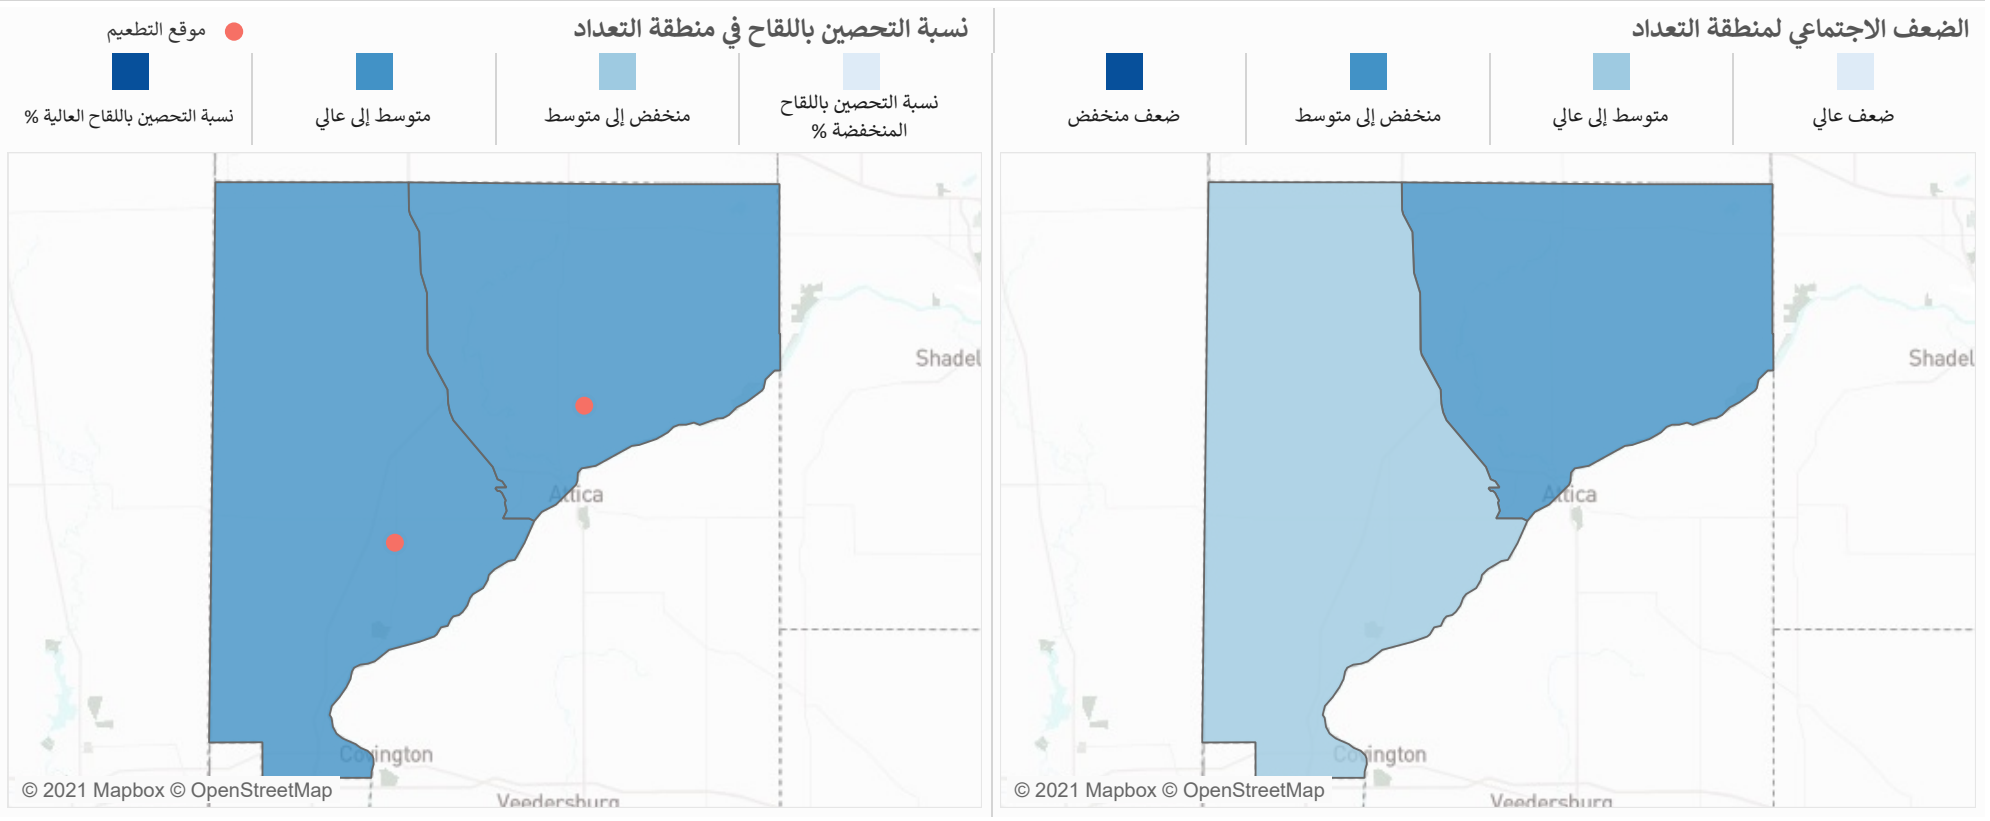 الضعف الاجتماعي لمنطقة التعداد
ضعف عالي
متوسط إلى عالي
منخفض إلى متوسط
ضعف منخفض
Shadel
Attica
Covington
Veedersburg
© 2021 Mapbox © OpenStreetMap
نسبة التحصين باللقاح في منطقة التعداد
موقع التطعيم
نسبة التحصين باللقاح
المنخفضة %
منخفض إلى متوسط
متوسط إلى عالي
نسبة التحصين باللقاح العالية %
Shadel
Attica
Covington
Veedersburg
© 2021 Mapbox © OpenStreetMap